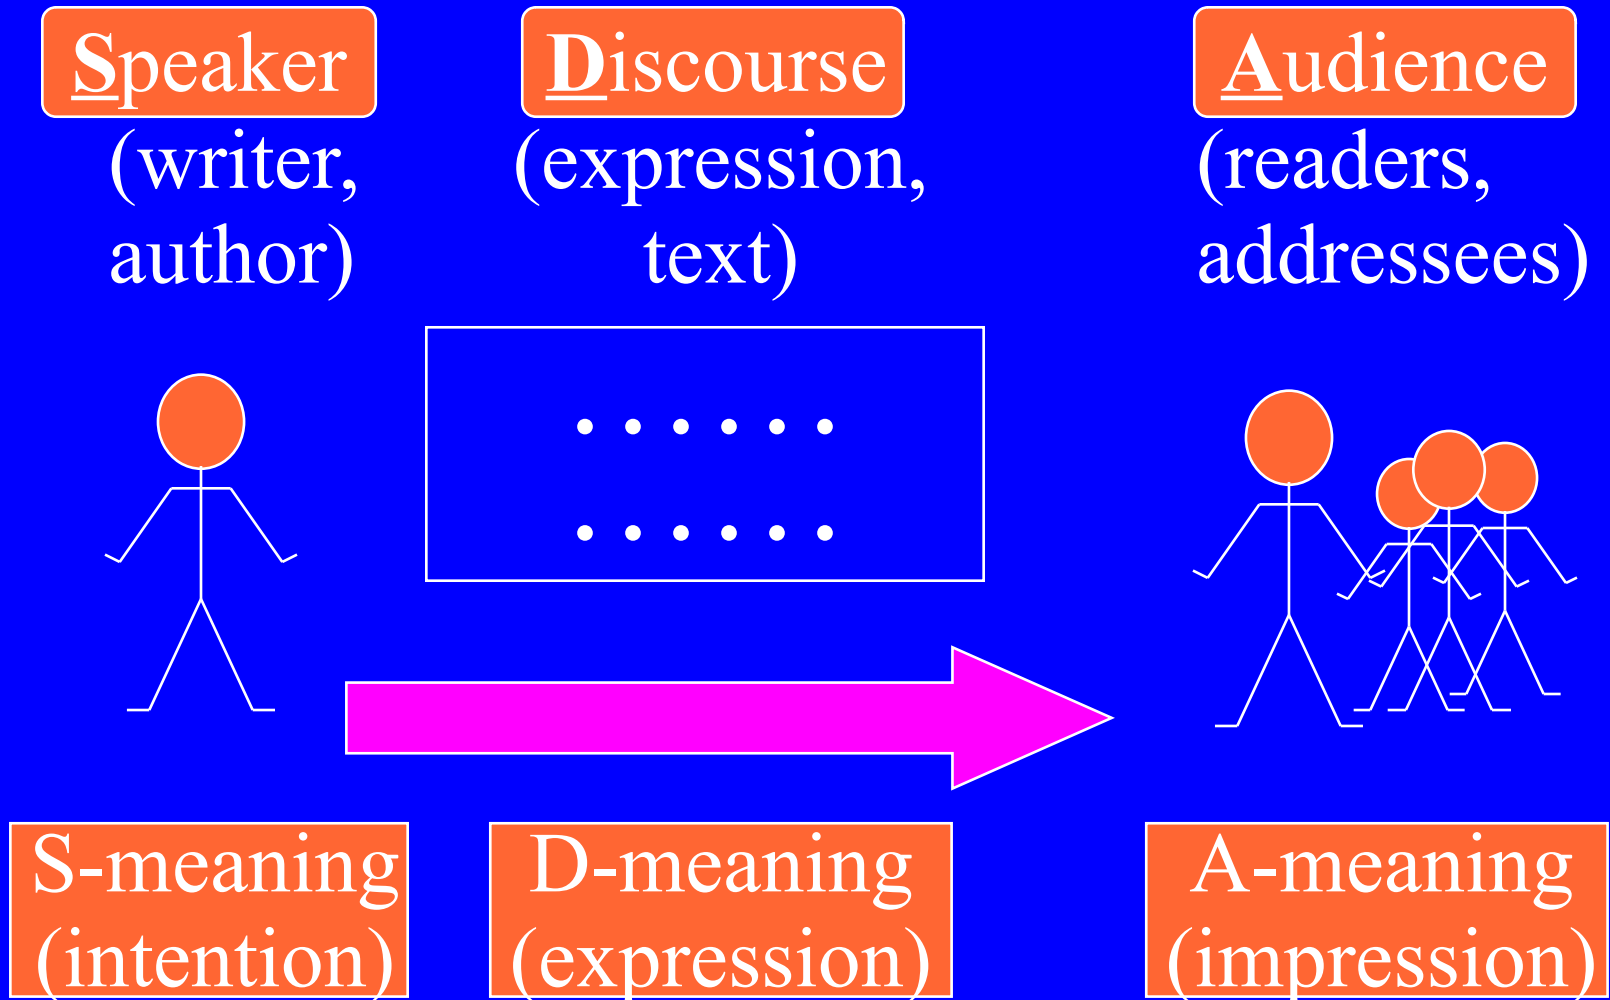 Speaker
(writer,
author)
Discourse
(expression,
text)
Audience
(readers,
addressees)
• • • • • •
• • • • • •
S-meaning
(intention)
D-meaning
(expression)
A-meaning
(impression)